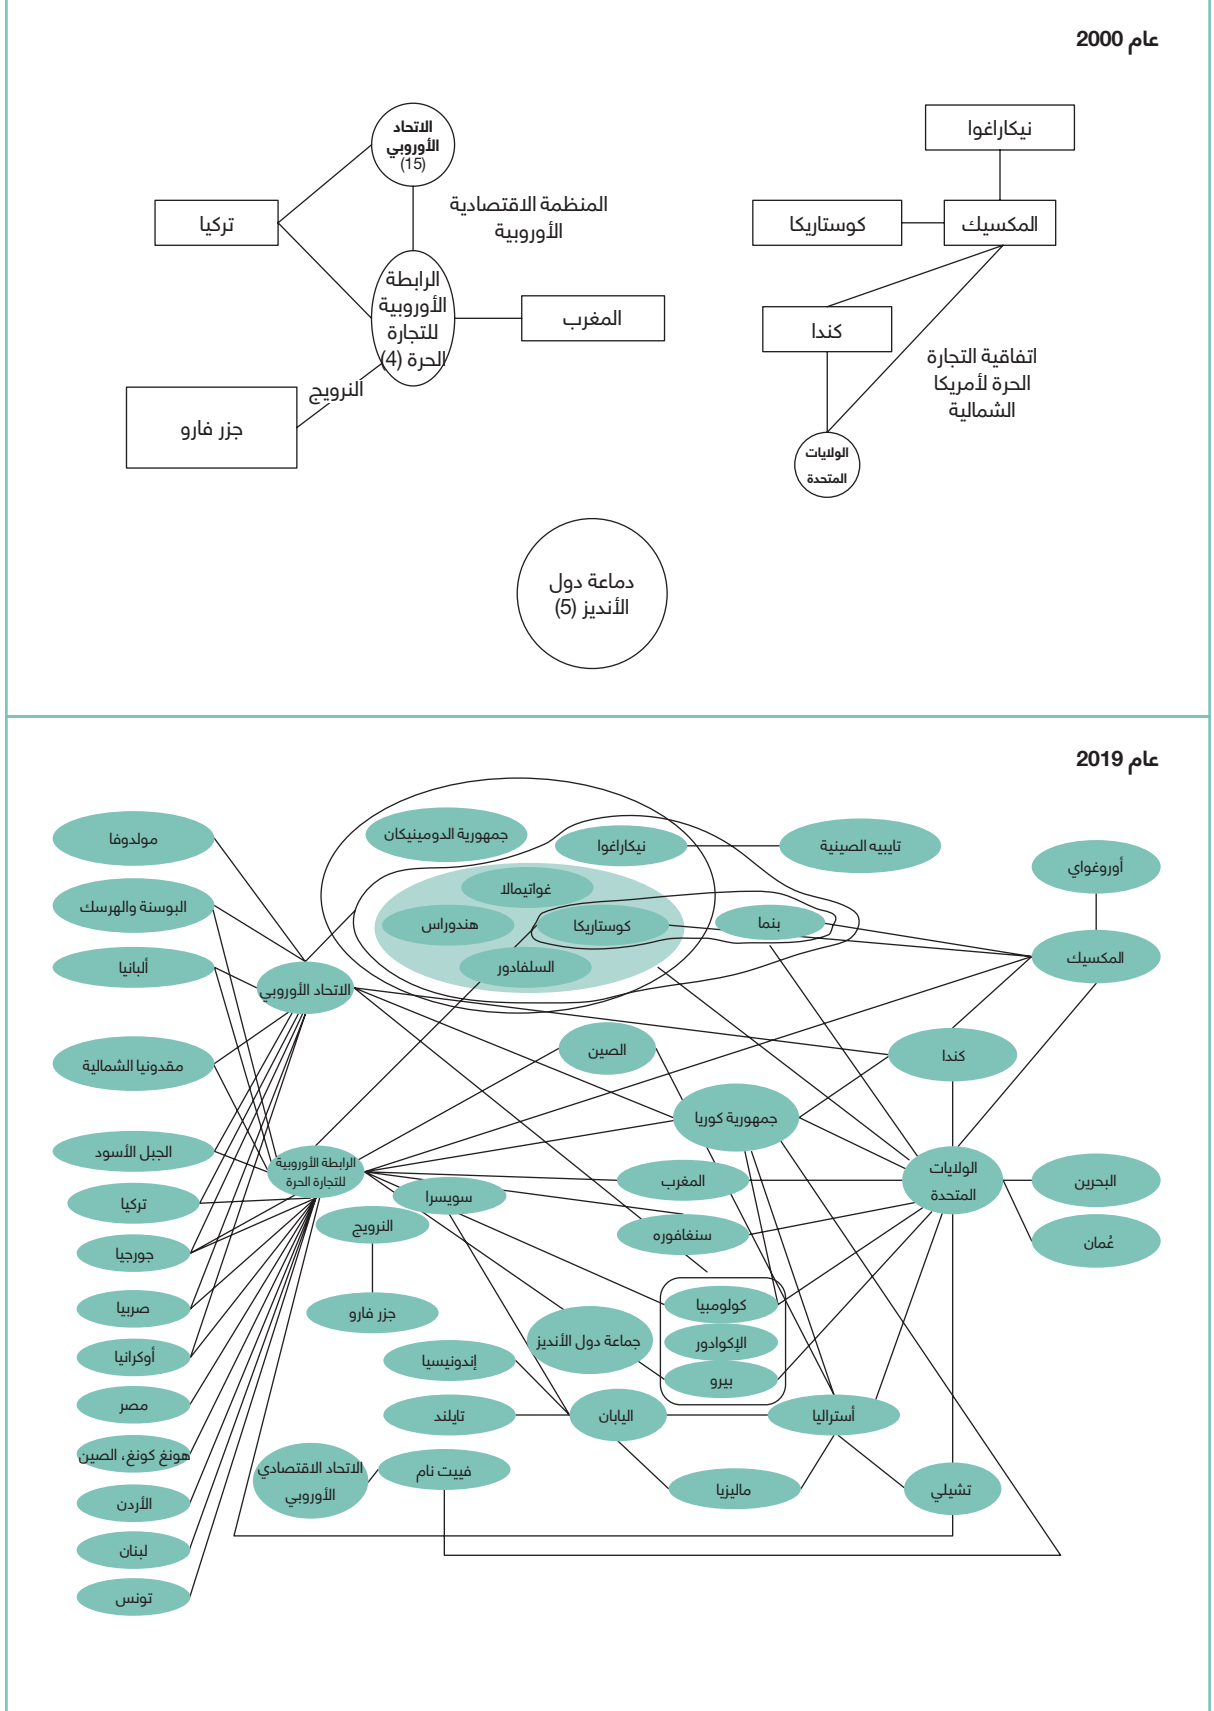 عام 2000
نيكاراغوا
المكسيك
كوستاريكا
كندا
اتفاقية التجارة
الحرة لأمريكا
الشمالية
الولايات
المتحدة
الاتحاد
الأوروبي
(15)
المنظمة الاقتصادية
الأوروبية
تركيا
الرابطة
الأوروبية
للتجارة
الحرة (4)
المغرب
النرويج
جزر فارو
دماعة دول
الأنديز (5)
عام 2019
مولدوفا
البوسنة والهرسك
ألبانيا
مقدونيا الشمالية
الجبل الأسود
تركيا
جورجيا
صربيا
أوكرانيا
مصر
هونغ كونغ، الصين
الأردن
لبنان
تونس
جمهورية الدومينيكان
نيكاراغوا
تايبيه الصينية
أوروغواي
غواتيمالا
هندوراس
كوستاريكا
بنما
السلفادور
المكسيك
الاتحاد الأوروبي
الصين
كندا
جمهورية كوريا
الرابطة الأوروبية
للتجارة الحرة
المغرب
الولايات
المتحدة
البحرين
سويسرا
النرويج
سنغافوره
عُمان
جزر فارو
كولومبيا
جماعة دول الأنديز
الإكوادور
إندونيسيا
بيرو
تايلند
اليابان
أستراليا
الاتحاد الاقتصادي
الأوروبي
فييت نام
ماليزيا
تشيلي